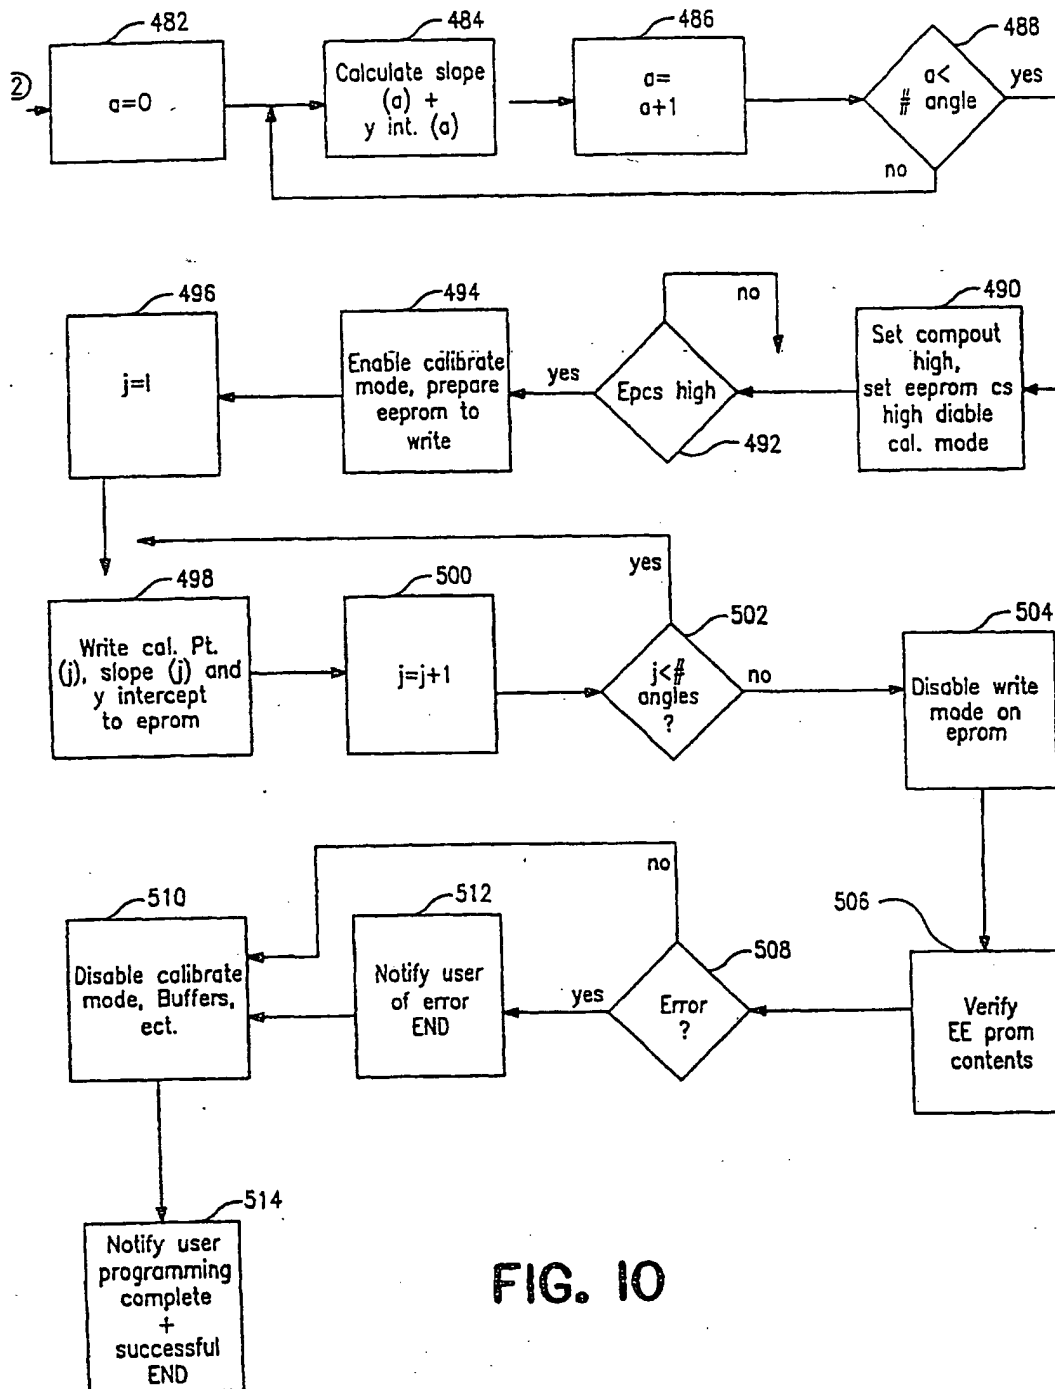 482
484
486
488
2)
a=0
Calculate slope
(a) +
y int. (a)
a=
a+1
a<
# angle
yes
no
496
494
no
490
j=1
Enable calibrate
mode, prepare
eeprom to
write
yes
Epcs high
492
Set compout
high,
set eeprom cs
high diable
cal. mode
yes
498
500
502
504
Write cal. Pt.
(j), slope (j) and
y intercept
to eprom
j=j+1
j<#
angles
?
no
Disable write
mode on
eprom
no
510
512
508
506
Disable calibrate
mode, Buffers,
ect.
Notify user
of error
END
yes
Error
?
Verify
EE prom
contents
514
Notify user
programming
complete
+
successful
END
FIG. 10